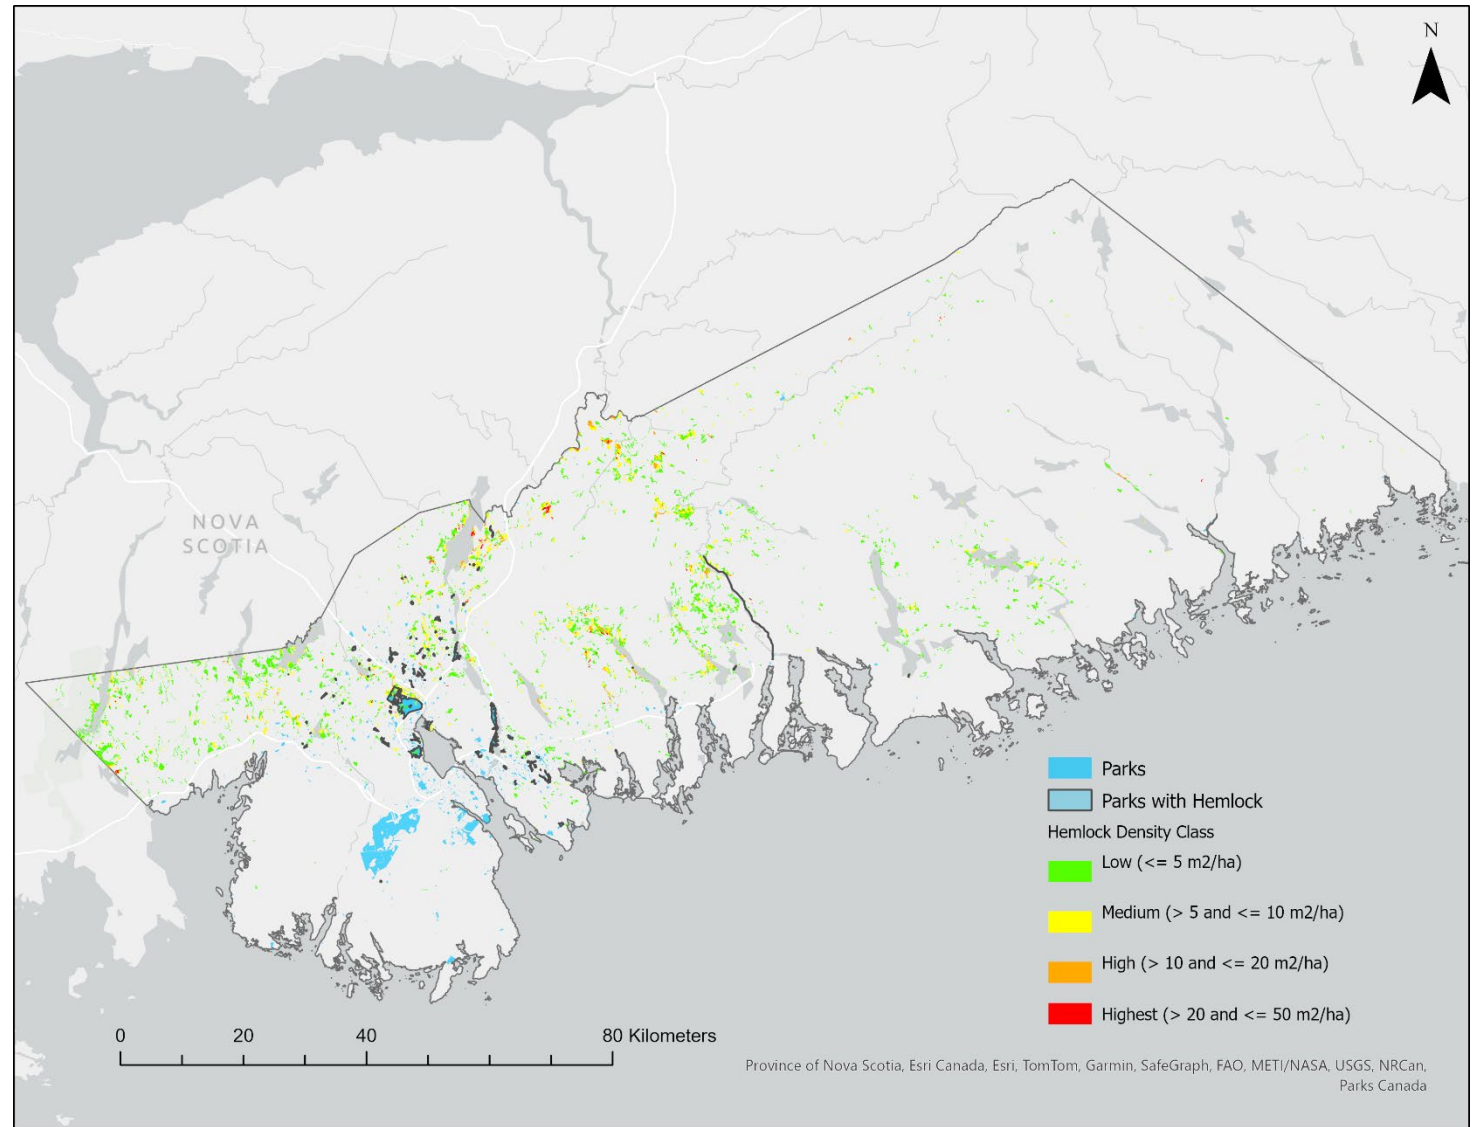 N
NOVA
SCOTIA
Parks
Parks with Hemlock
Hemlock Density Class
Low (<= 5 m2/ha)
Medium (> 5 and <= 10 m2/ha)
High (> 10 and <= 20 m2/ha)
Highest (> 20 and <= 50 m2/ha)
0 20 40 80 Kilometers
Province of Nova Scotia, Esri Canada, Esri, TomTom, Garmin, SafeGraph, FAO, METI/NASA, USGS, NRCan,
Parks Canada